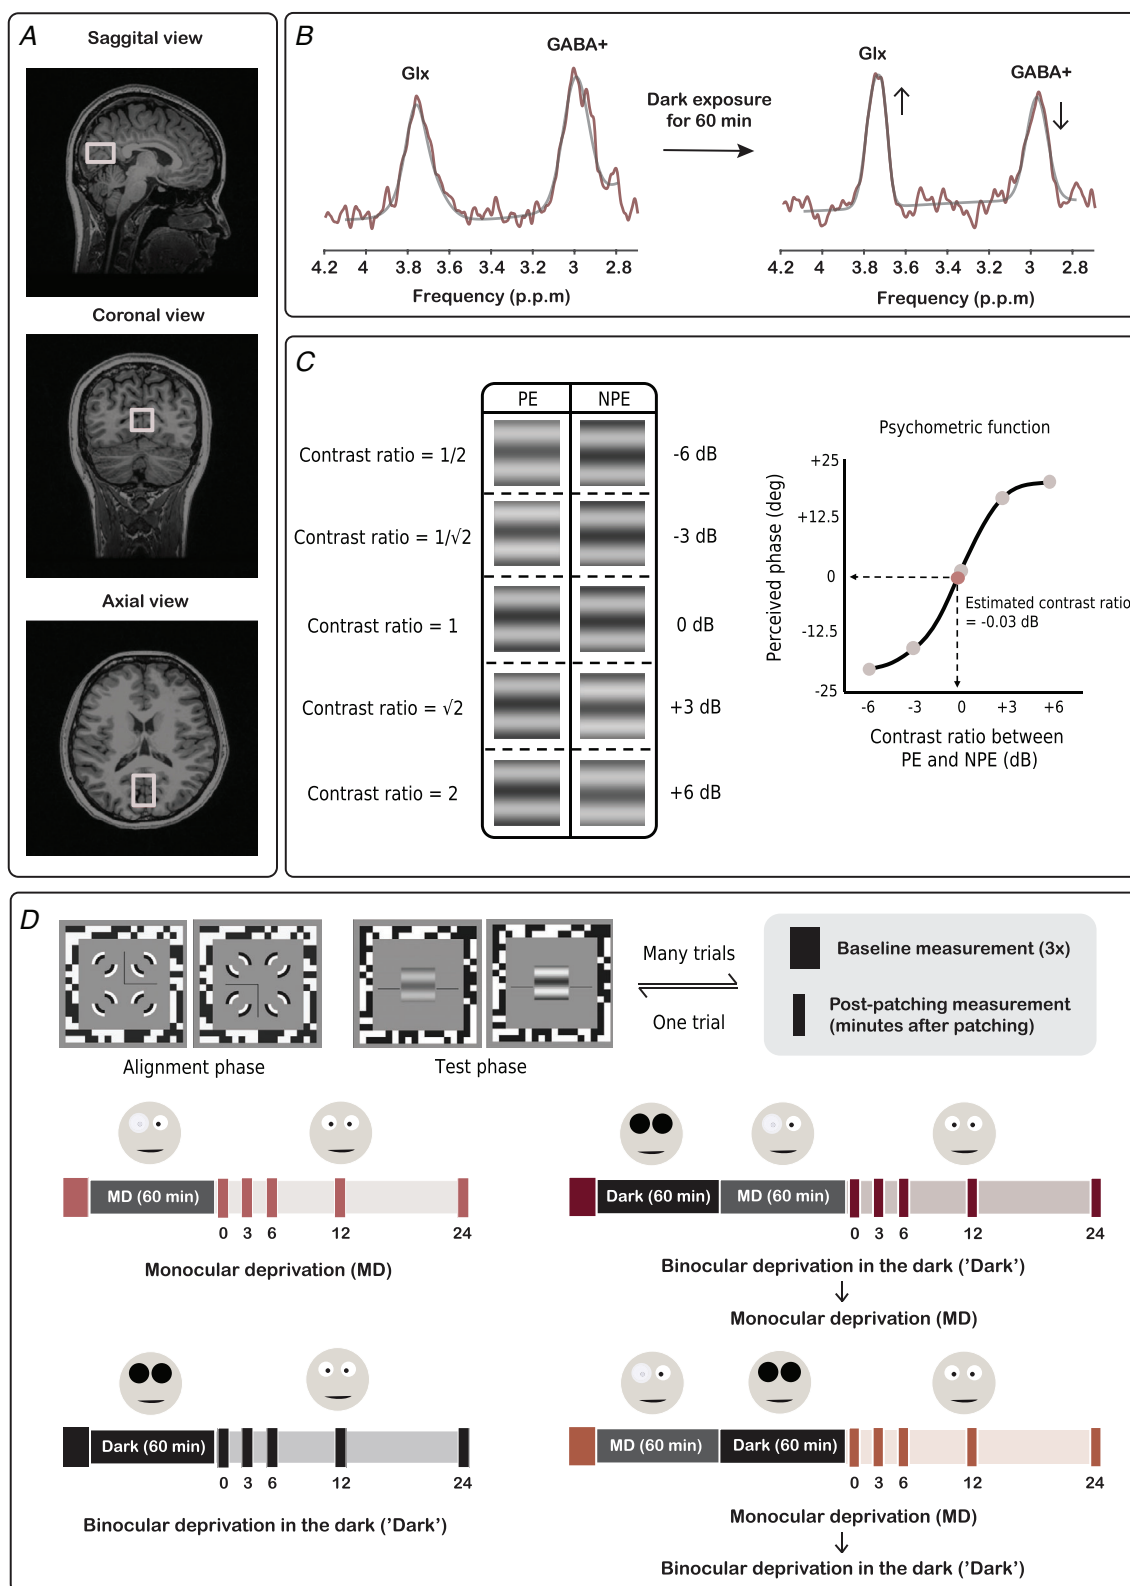 A
Saggital view
Coronal view
Axial view
B
Glx
GABA+
Dark exposure
for 60 min
Glx
GABA+
4.2 4 3.8 3.6 3.4 3.2 3 2.8
Frequency (p.p.m)
4.2 4 3.8 3.6 3.4 3.2 3 2.8
Frequency (p.p.m)
C
PE NPE
Contrast ratio = 1/2 -6 dB
Contrast ratio = 1/√2 -3 dB
Contrast ratio = 1 0 dB
Contrast ratio = √2 +3 dB
Contrast ratio = 2 +6 dB
Psychometric function
Perceived phase (deg)
+25
+12.5
0
-12.5
-25
Estimated contrast ratio
= -0.03 dB
-6 -3 0 +3 +6
Contrast ratio between
PE and NPE (dB)
D
Alignment phase
Test phase
Many trials
One trial
Baseline measurement (3x)
Post-patching measurement
(minutes after patching)
MD (60 min)
0 3 6 12 24
Monocular deprivation (MD)
Dark (60 min) MD (60 min)
0 3 6 12 24
Binocular deprivation in the dark ('Dark')
Monocular deprivation (MD)
Dark (60 min)
0 3 6 12 24
Binocular deprivation in the dark ('Dark')
MD (60 min) Dark (60 min)
0 3 6 12 24
Monocular deprivation (MD)
Binocular deprivation in the dark ('Dark')